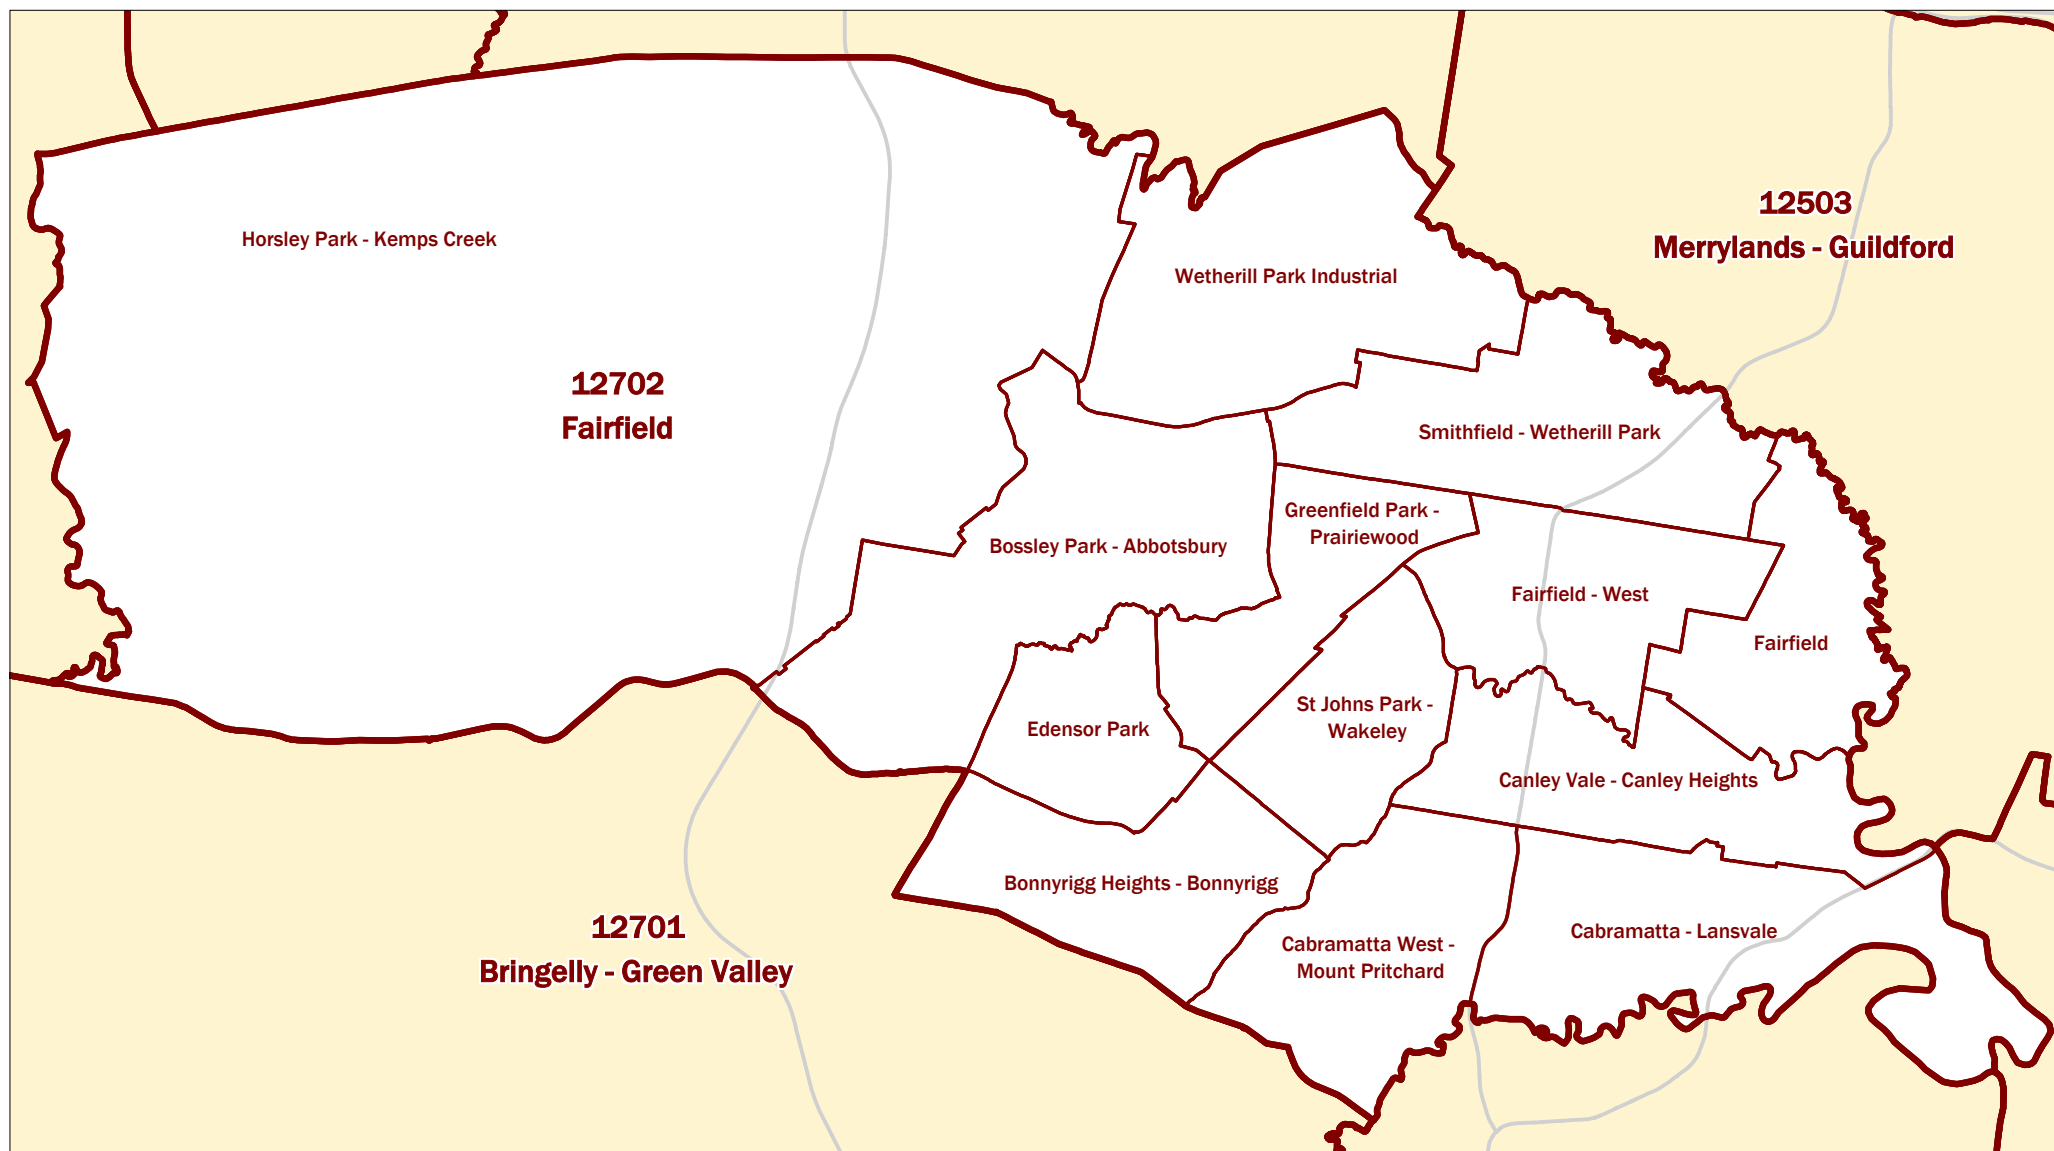 12503
Merrylands - Guildford
Horsley Park - Kemps Creek
Wetherill Park Industrial
12702
Fairfield
Smithfield - Wetherill Park
Greenfield Park -
Prairiewood
Bossley Park - Abbotsbury
Fairfield - West
Fairfield
St Johns Park -
Wakeley
Edensor Park
Canley Vale - Canley Heights
Bonnyrigg Heights - Bonnyrigg
12701
Bringelly - Green Valley
Cabramatta - Lansvale
Cabramatta West -
Mount Pritchard